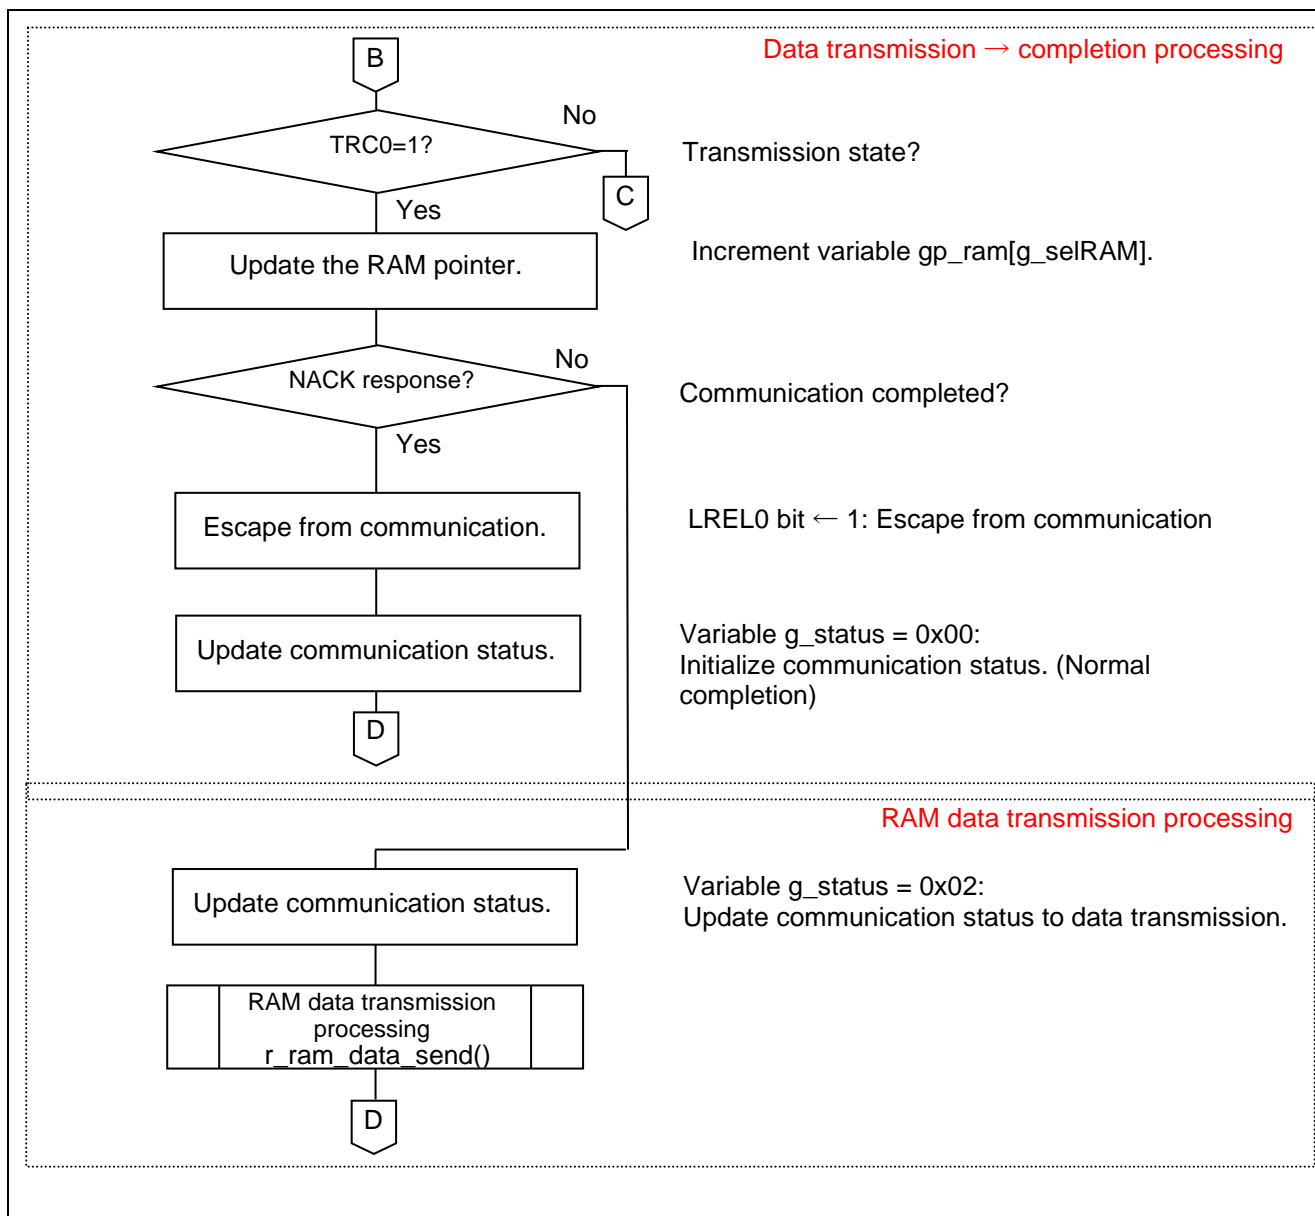 Data transmission → completion processing
B
No
TRC0=1?
Transmission state?
C
Yes
Update the RAM pointer.
Increment variable gp_ram[g_selRAM].
No
NACK response?
Communication completed?
Yes
Escape from communication.
LREL0 bit ← 1: Escape from communication
Update communication status.
Variable g_status = 0x00:
Initialize communication status. (Normal
completion)
D
RAM data transmission processing
Update communication status.
Variable g_status = 0x02:
Update communication status to data transmission.
RAM data transmission
processing
r_ram_data_send()
D